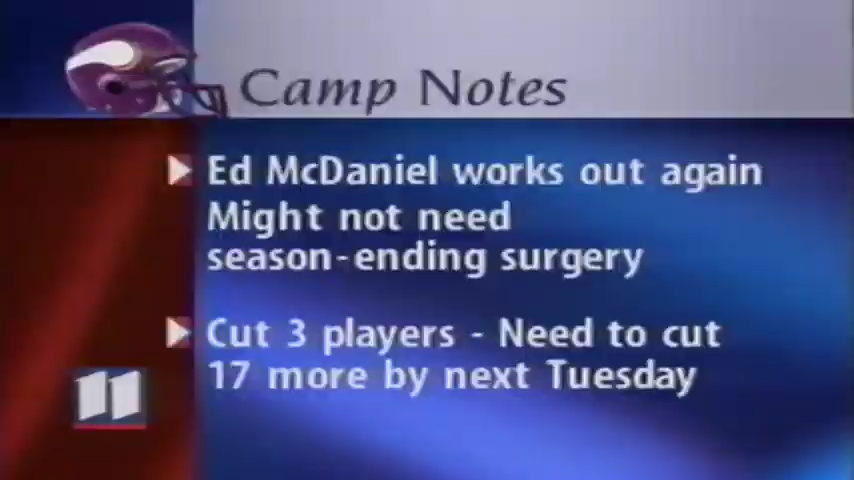 Camp Notes
Ed McDaniel works out again
Might not need
season-ending surgery
Cut 3 players - Need to cut
17 more by next Tuesday
11